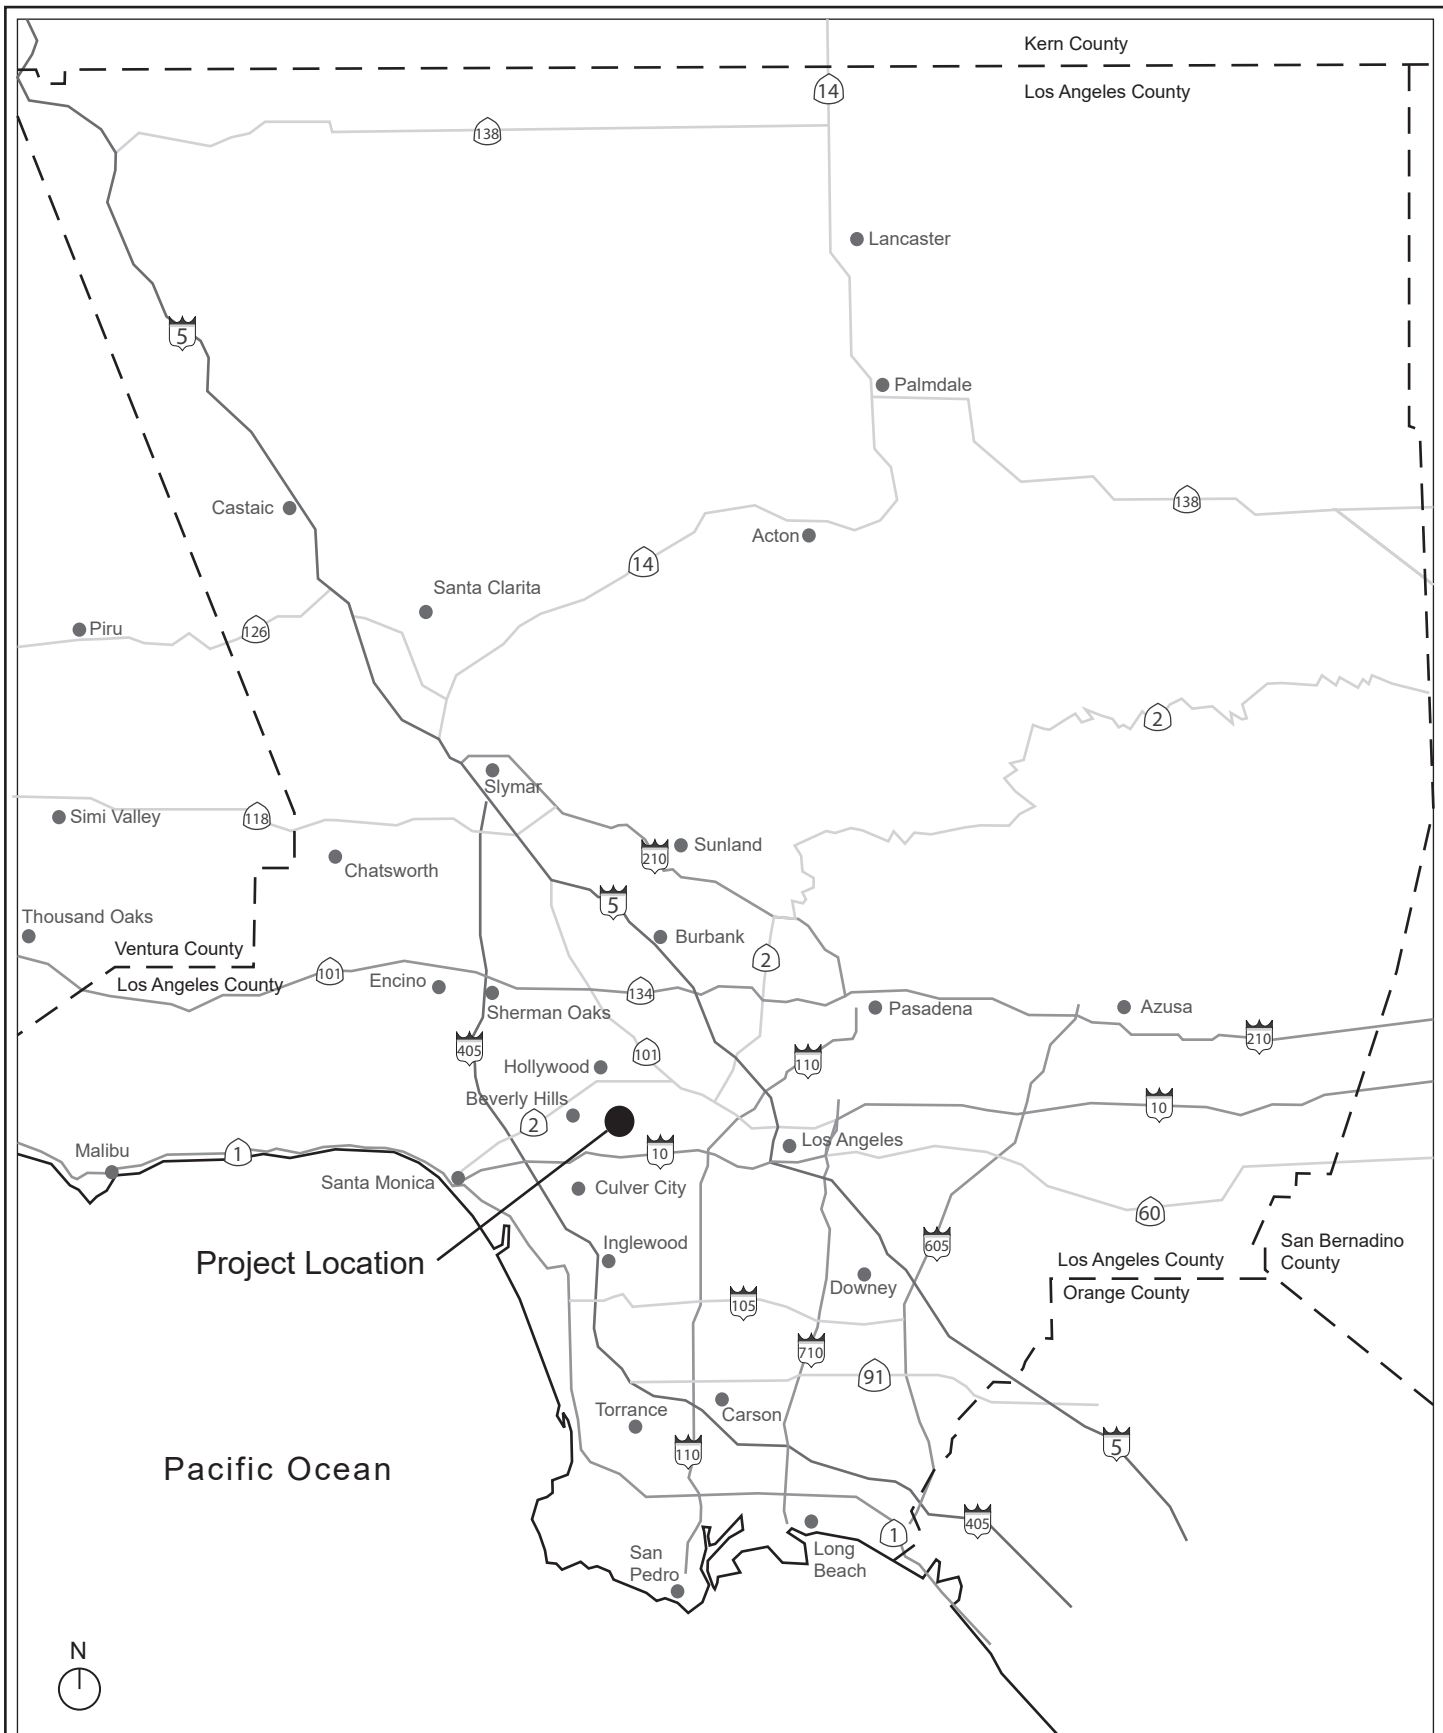 Kern County
14
Los Angeles County
138
Lancaster
5
Palmdale
Castaic
138
Acton
14
Santa Clarita
Piru
126
2
Slymar
Simi Valley
118
Sunland
210
Chatsworth
5
Thousand Oaks
Burbank
Ventura County
2
101
Encino
Los Angeles County
134
Pasadena
Azusa
Sherman Oaks
210
405
101
110
Hollywood
Beverly Hills
10
2
Los Angeles
Malibu
1
10
Santa Monica
Culver City
60
Inglewood
605
San Bernadino
County
Project Location
Los Angeles County
Downey
Orange County
105
710
91
Torrance
Carson
5
110
Pacific Ocean
405
1
San
Pedro
Long
Beach
N